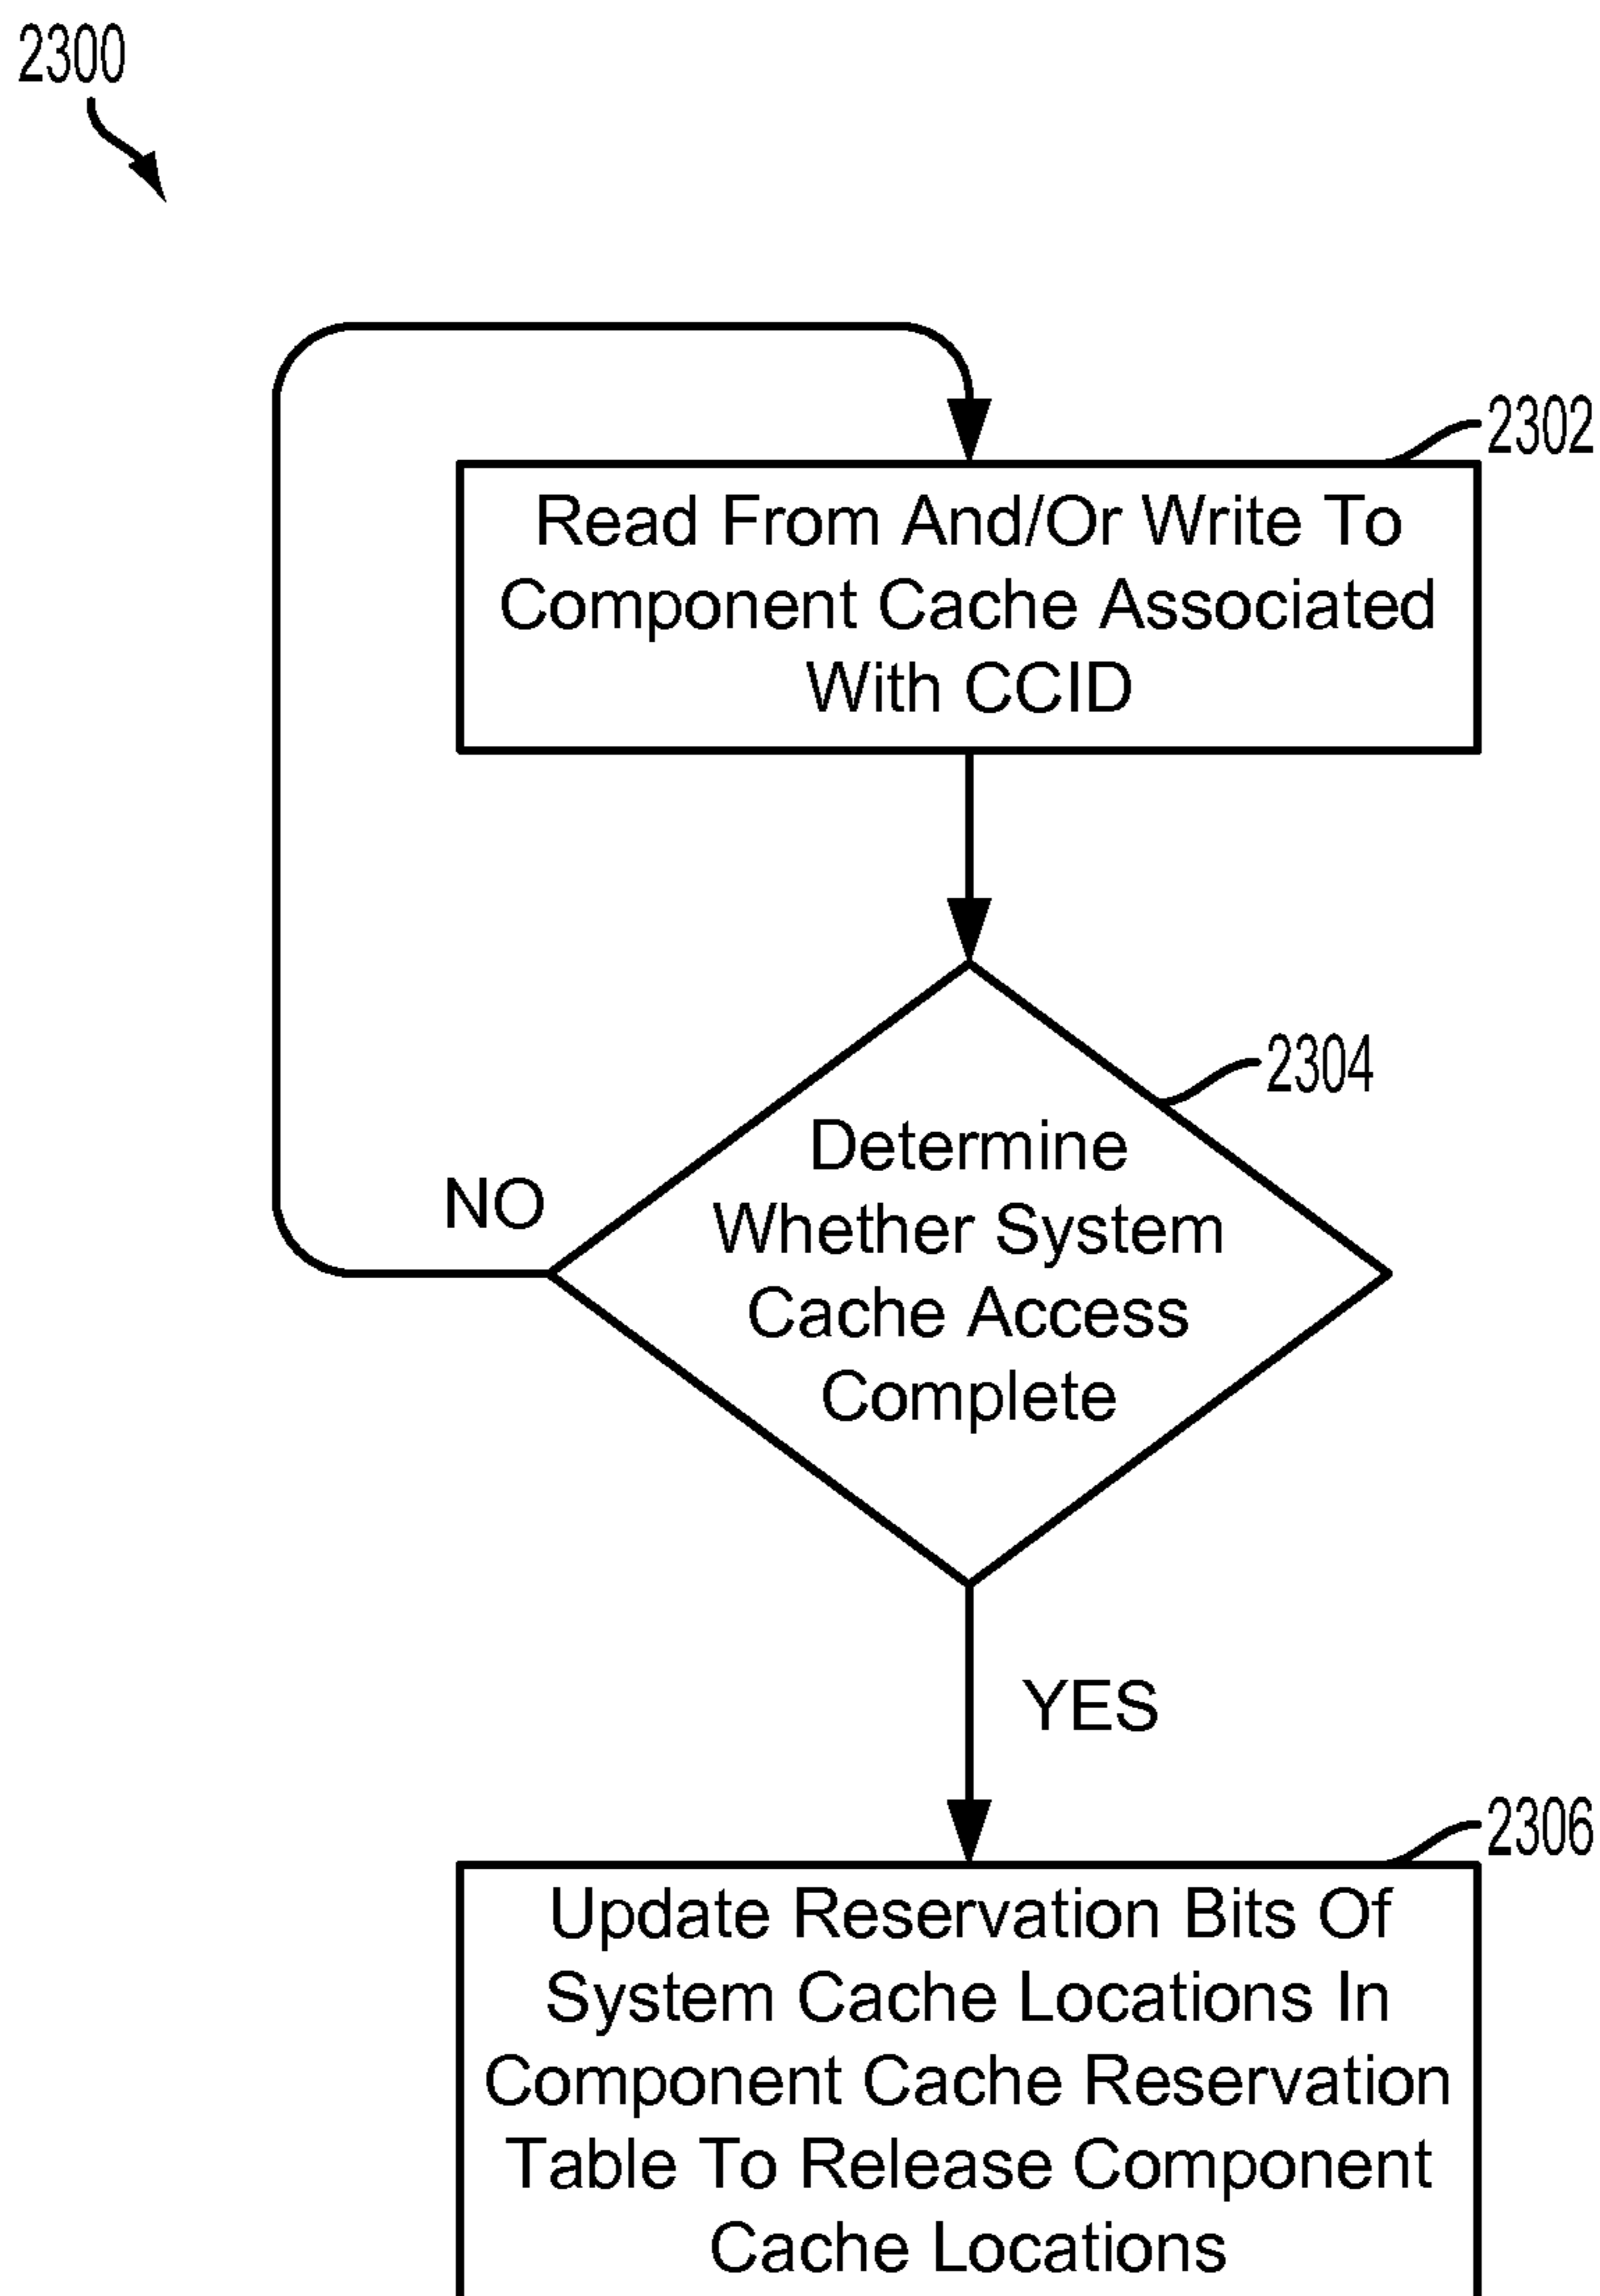 2300
2302
Read From And/Or Write To
Component Cache Associated
With CCID
2304
Determine
Whether System
Cache Access
Complete
NO
YES
2306
Update Reservation Bits Of
System Cache Locations In
Component Cache Reservation
Table To Release Component
Cache Locations